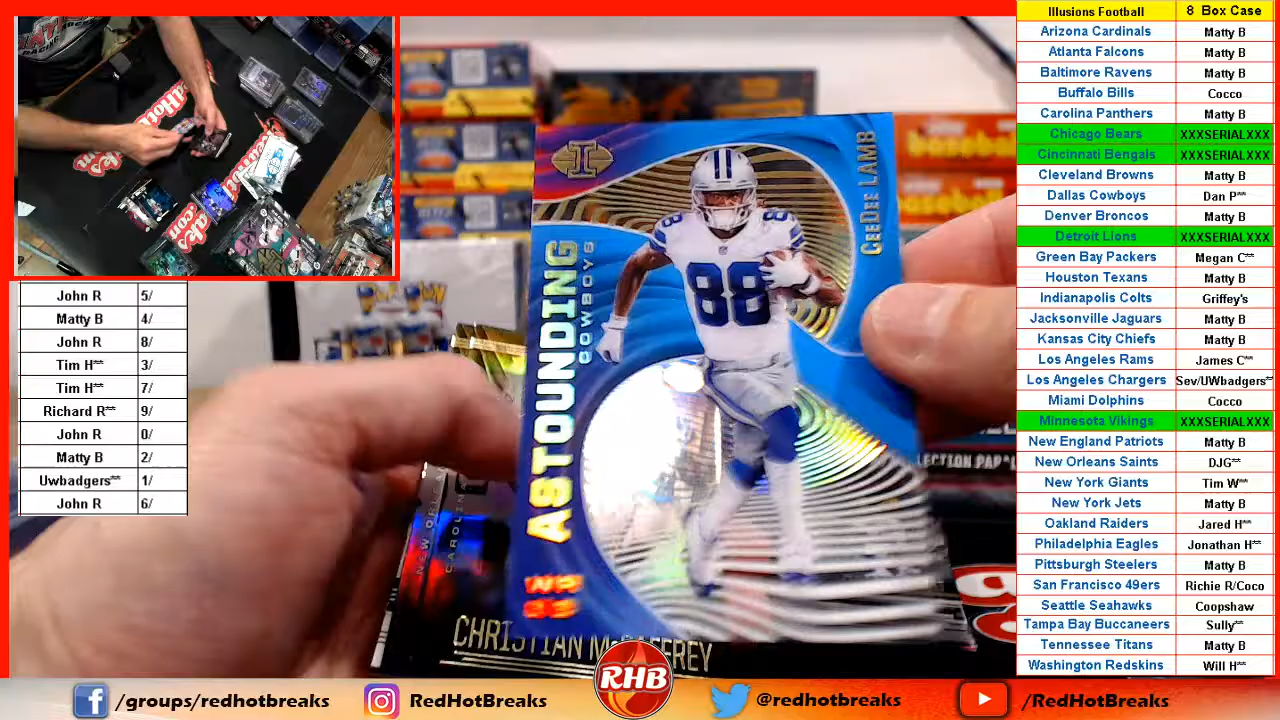 Illusions Football 8 Box Case
Arizona Cardinals Matty B
Atlanta Falcons Matty B
Baltimore Ravens Matty B
Buffalo Bills Cocco
Carolina Panthers Matty B
Chicago Bears XXXSERIALXXX
Cincinnati Bengals XXXSERIALXXX
Cleveland Browns Matty B
Dallas Cowboys Dan P**
Denver Broncos Matty B
Detroit Lions XXXSERIALXXX
Green Bay Packers Megan C**
Houston Texans Matty B
Indianapolis Colts Griffey's
Jacksonville Jaguars Matty B
Kansas City Chiefs Matty B
Los Angeles Rams James C**
Los Angeles Chargers Sev/UWbadgers**
Miami Dolphins Cocco
Minnesota Vikings XXXSERIALXXX
New England Patriots Matty B
New Orleans Saints DJG**
New York Giants Tim W**
New York Jets Matty B
Oakland Raiders Jared H**
Philadelphia Eagles Jonathan H**
Pittsburgh Steelers Matty B
San Francisco 49ers Richie R/Coco
Seattle Seahawks Coopshaw
Tampa Bay Buccaneers Sully**
Tennessee Titans Matty B
Washington Redskins Will H**
John R 5/
Matty B 4/
John R 8/
Tim H** 3/
Tim H** 7/
Richard R** 9/
John R 0/
Matty B 2/
Uwbadgers** 1/
John R 6/
CeeDee LAMB
ASTOUNDING
COWBOYS
88
88
baseball
NEW ORLEA
CAROLIN
CHRISTIAN McCAFFREY
RHB
/groups/redhotbreaks
RedHotBreaks
@redhotbreaks
/RedHotBreaks